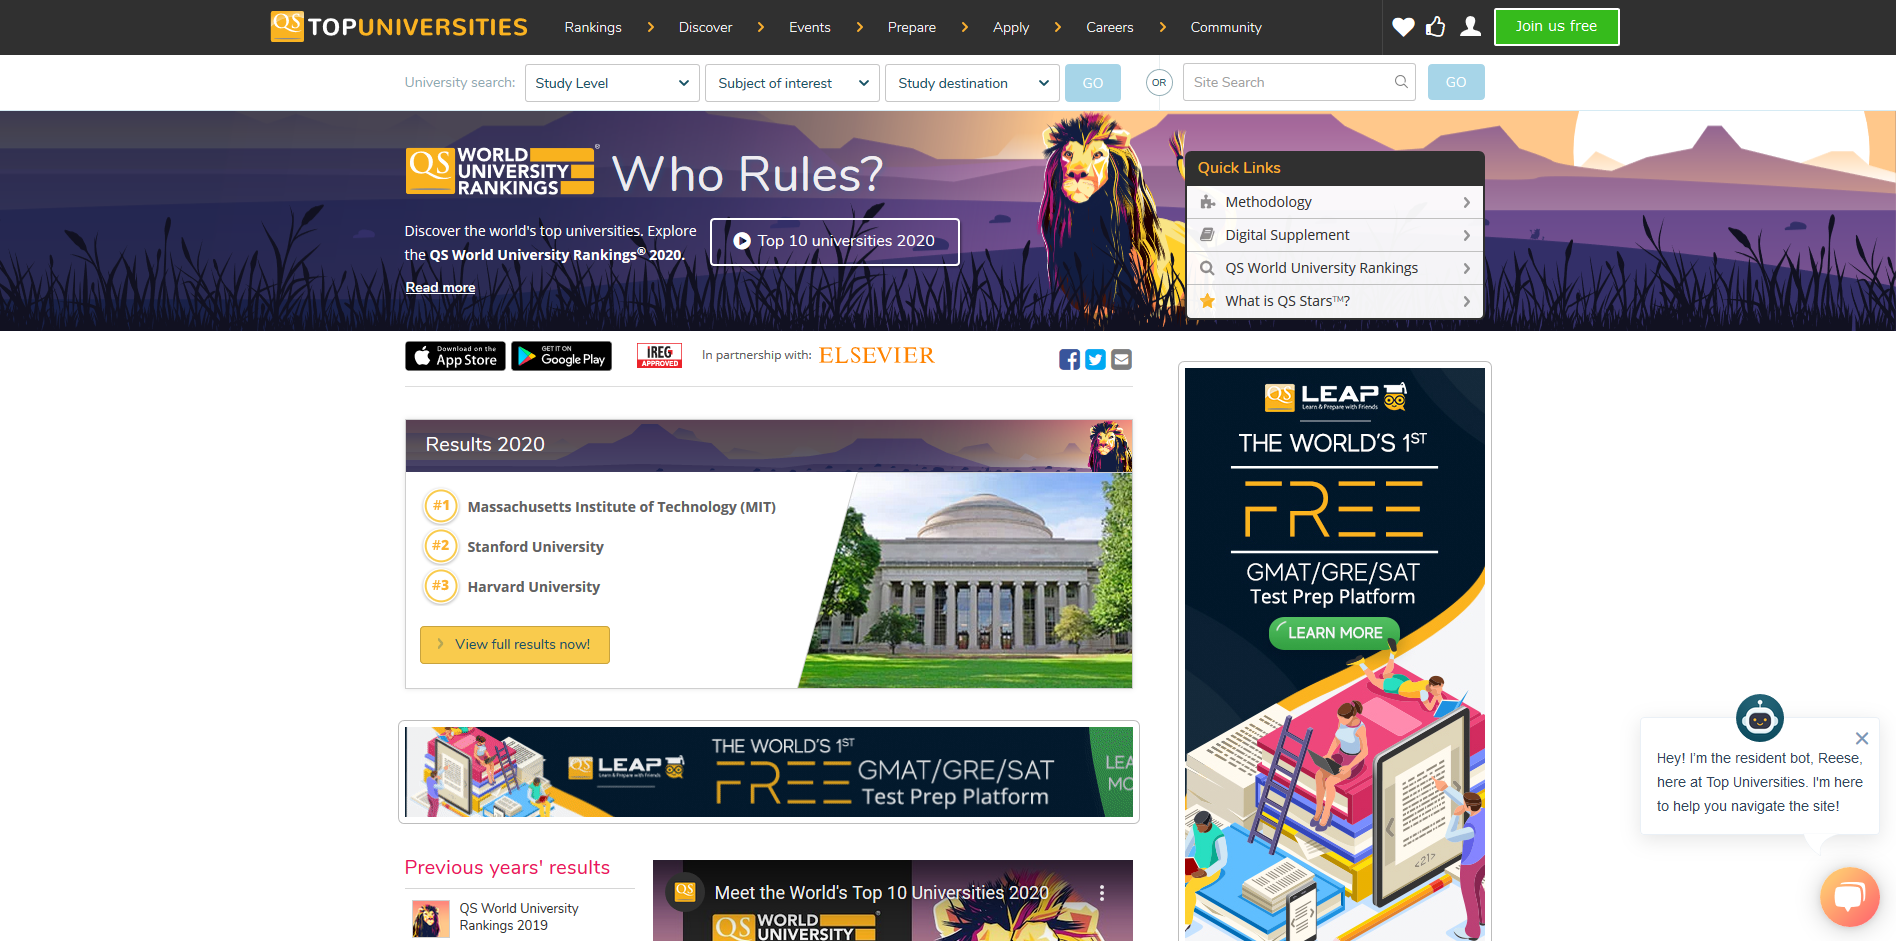 QS TOPUNIVERSITIES
Rankings
Discover
Events
Prepare
Apply
Careers
Community
Join us free
University search:
Study Level
Subject of interest
Study destination
GO
OR
Site Search
GO
QS WORLD UNIVERSITY RANKINGS®
Who Rules?
Discover the world's top universities. Explore
the QS World University Rankings® 2020.
Read more
Top 10 universities 2020
Quick Links
Methodology
Digital Supplement
QS World University Rankings
What is QS Stars™?
Download on the
App Store
GET IT ON
Google Play
IREG
APPROVED
In partnership with: ELSEVIER
Results 2020
#1 Massachusetts Institute of Technology (MIT)
#2 Stanford University
#3 Harvard University
View full results now!
QS LEAP
Learn & Prepare with Friends
THE WORLD'S 1ST
FREE
GMAT/GRE/SAT
Test Prep Platform
LEARN MORE
<21>
QS LEAP
Learn & Prepare with Friends
THE WORLD'S 1ST
FREE GMAT/GRE/SAT
Test Prep Platform
LEA
MO
Previous years' results
QS World University
Rankings 2019
QS
Meet the World's Top 10 Universities 2020
QS WORLD
UNIVERSITY
Hey! I'm the resident bot, Reese,
here at Top Universities. I'm here
to help you navigate the site!